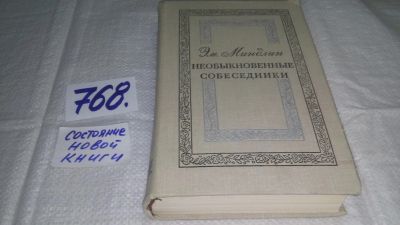 768.
состояние
новой
книги
Эм. Миндлин
НЕОБЫКНОВЕННЫЕ
СОБЕСЕДНИКИ